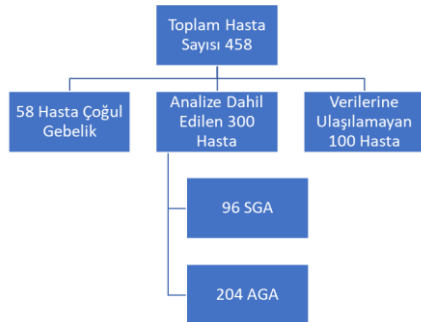 Toplam Hasta
Sayısı 458
58 Hasta Çoğul
Gebelik
Analize Dahil
Edilen 300
Hasta
Verilerine
Ulaşılamayan
100 Hasta
96 SGA
204 AGA